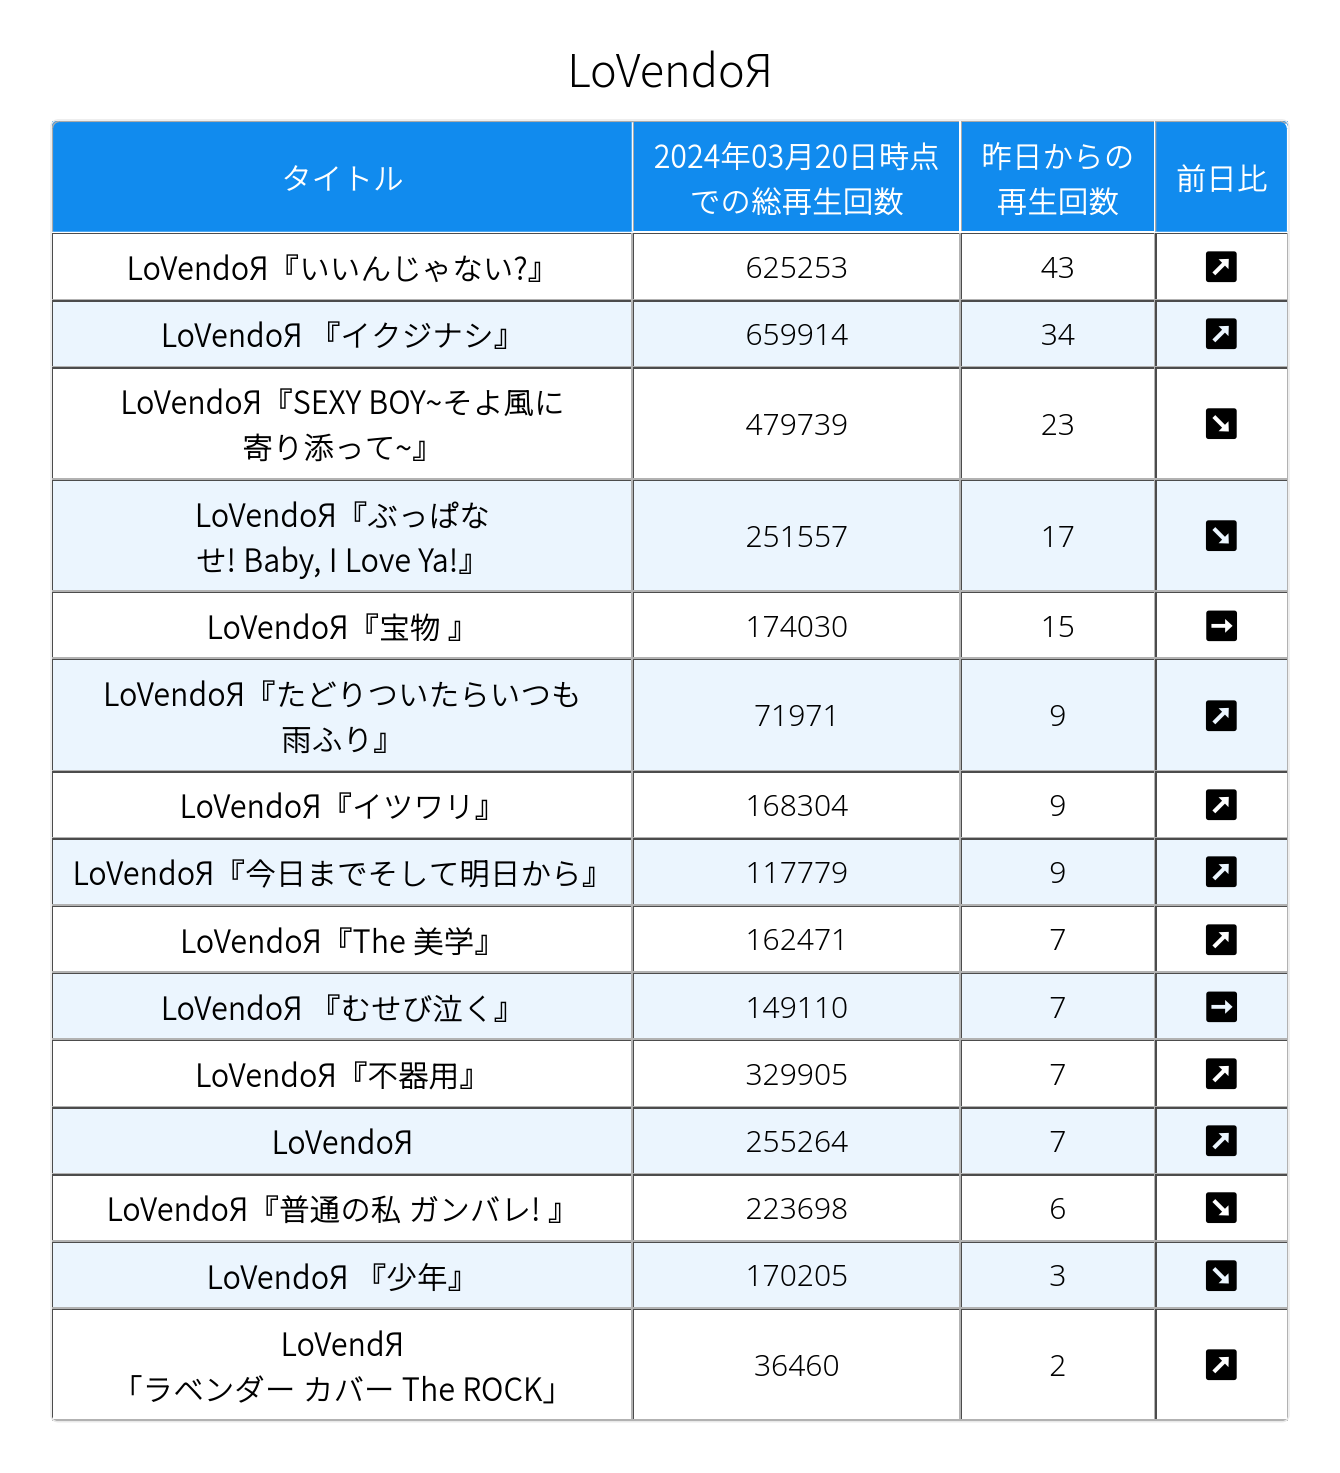 LoVendoЯ
タイトル
2024年03月20日時点
での総再生回数
昨日からの
再生回数
前日比
LoVendoЯ『いいんじゃない?』
625253
43
LoVendoЯ 『イクジナシ』
659914
34
LoVendoЯ『SEXY BOY~そよ風に
寄り添って~』
479739
23
LoVendoЯ『ぶっぱな
せ! Baby, I Love Ya!』
251557
17
LoVendoЯ『宝物 』
174030
15
LoVendoЯ『たどりついたらいつも
雨ふり』
71971
9
LoVendoЯ『イツワリ』
168304
9
LoVendoЯ『今日までそして明日から』
117779
9
LoVendoЯ『The 美学』
162471
7
LoVendoЯ 『むせび泣く』
149110
7
LoVendoЯ『不器用』
329905
7
LoVendoЯ
255264
7
LoVendoЯ『普通の私 ガンバレ! 』
223698
6
LoVendoЯ 『少年』
170205
3
LoVendЯ
「ラベンダー カバー The ROCK」
36460
2